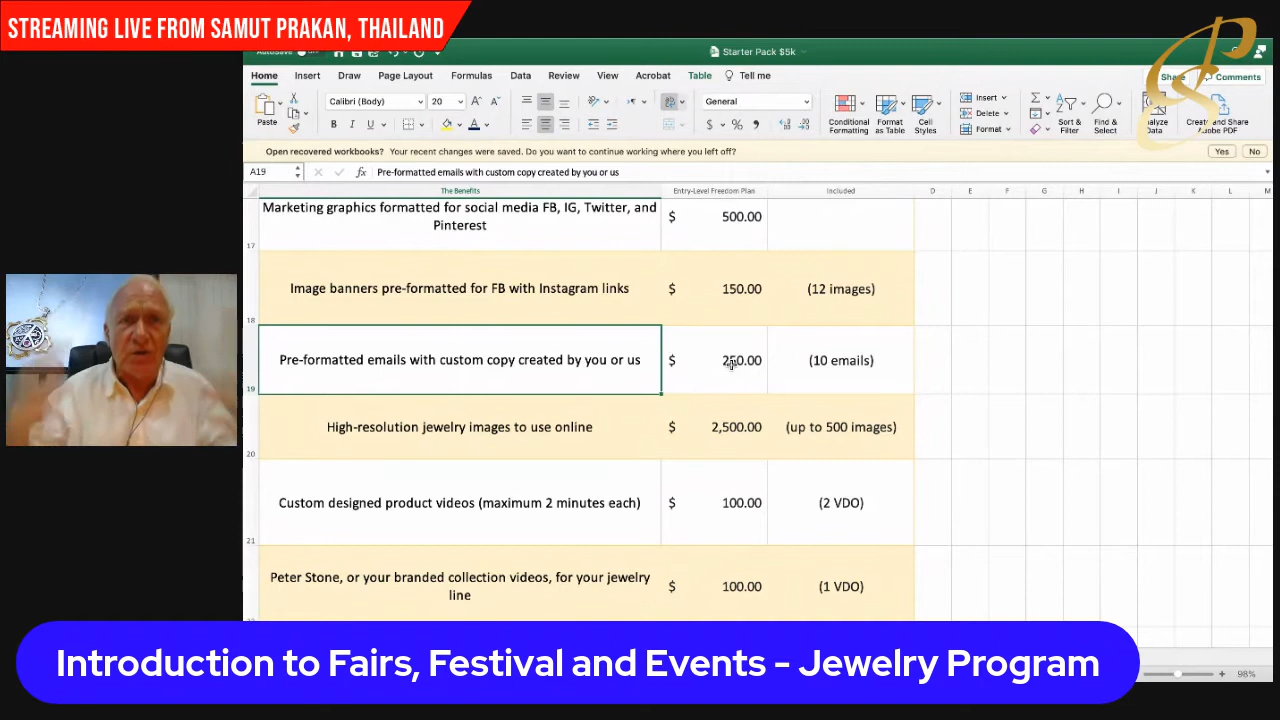 STREAMING LIVE FROM SAMUT PRAKAN, THAILAND
AutoSave
Starter Pack $5k
Home Insert Draw Page Layout Formulas Data Review View Acrobat Table Tell me
Share Comments
Paste
Calibri (Body) 20
B I U
General
$ % 
Conditional Formatting
Format as Table
Cell Styles
Insert
Delete
Format
Sort & Filter
Find & Select
Analyze Data
Create and Share Adobe PDF
Open recovered workbooks? Your recent changes were saved. Do you want to continue working where you left off? Yes No
A19 fx Pre-formatted emails with custom copy created by you or us
The Benefits Entry-Level Freedom Plan Included D E F G H I J K L M
Marketing graphics formatted for social media FB, IG, Twitter, and
Pinterest
$ 500.00
17
Image banners pre-formatted for FB with Instagram links $ 150.00 (12 images)
18
Pre-formatted emails with custom copy created by you or us $ 250.00 (10 emails)
19
High-resolution jewelry images to use online $ 2,500.00 (up to 500 images)
20
Custom designed product videos (maximum 2 minutes each) $ 100.00 (2 VDO)
21
Peter Stone, or your branded collection videos, for your jewelry
line
$ 100.00 (1 VDO)
98%
Introduction to Fairs, Festival and Events - Jewelry Program